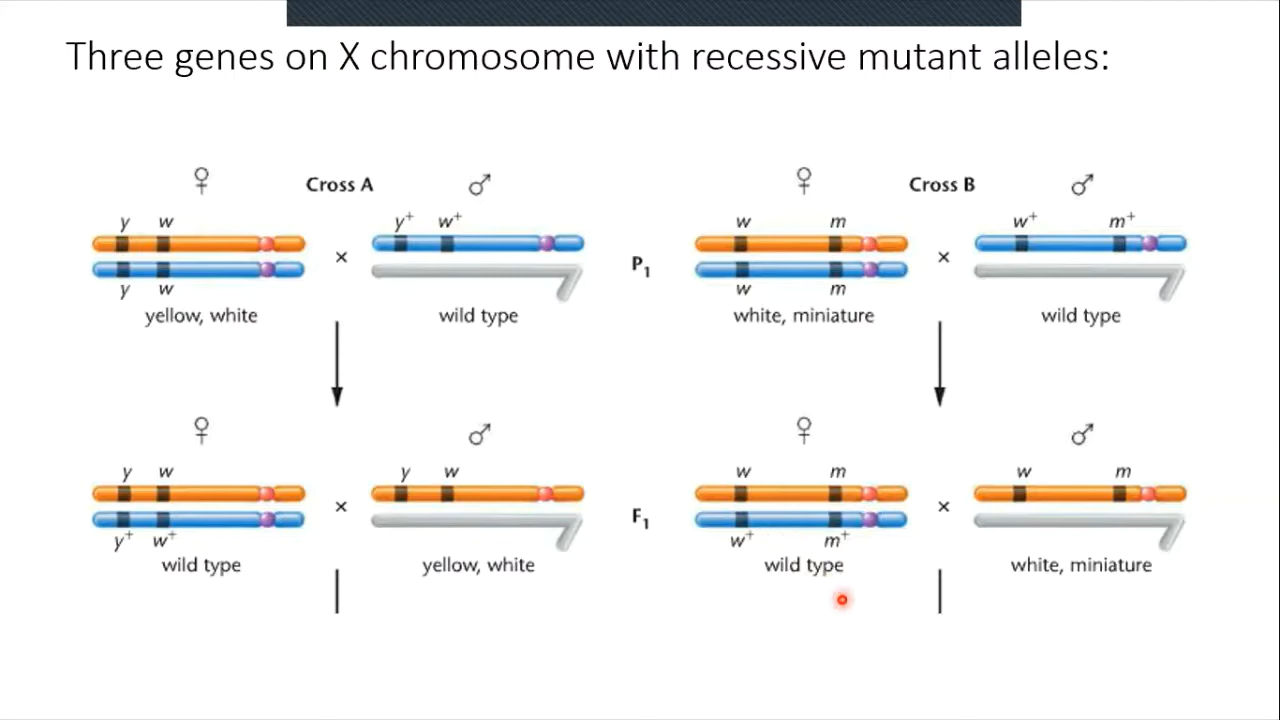 Three genes on X chromosome with recessive mutant alleles:
♀ Cross A ♂
y w
y⁺ w⁺
×
y w
yellow, white
wild type
♀ Cross B ♂
w m
w⁺ m⁺
×
w m
white, miniature
wild type
P₁
♀ ♂
y w
y w
×
y⁺ w⁺
wild type
yellow, white
F₁
♀ ♂
w m
w m
×
w⁺ m⁺
wild type
white, miniature